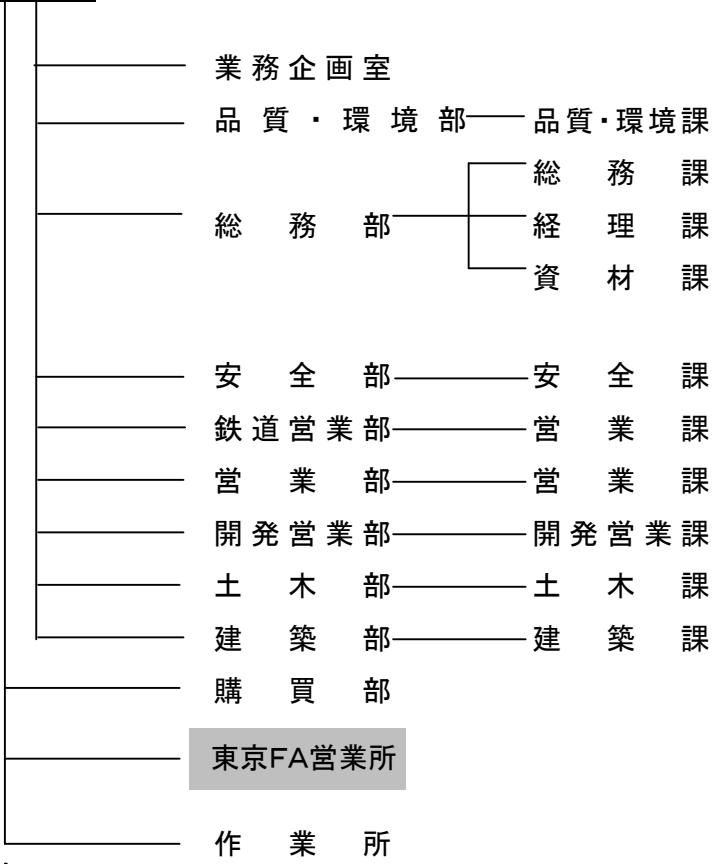 業務企画室
品質・環境部 品質・環境課
総務課
総務部 経理課
資材課
安全部 安全課
鉄道営業部 営業課
営業部 営業課
開発営業部 開発営業課
土木部 土木課
建築部 建築課
購買部
東京FA営業所
作業所